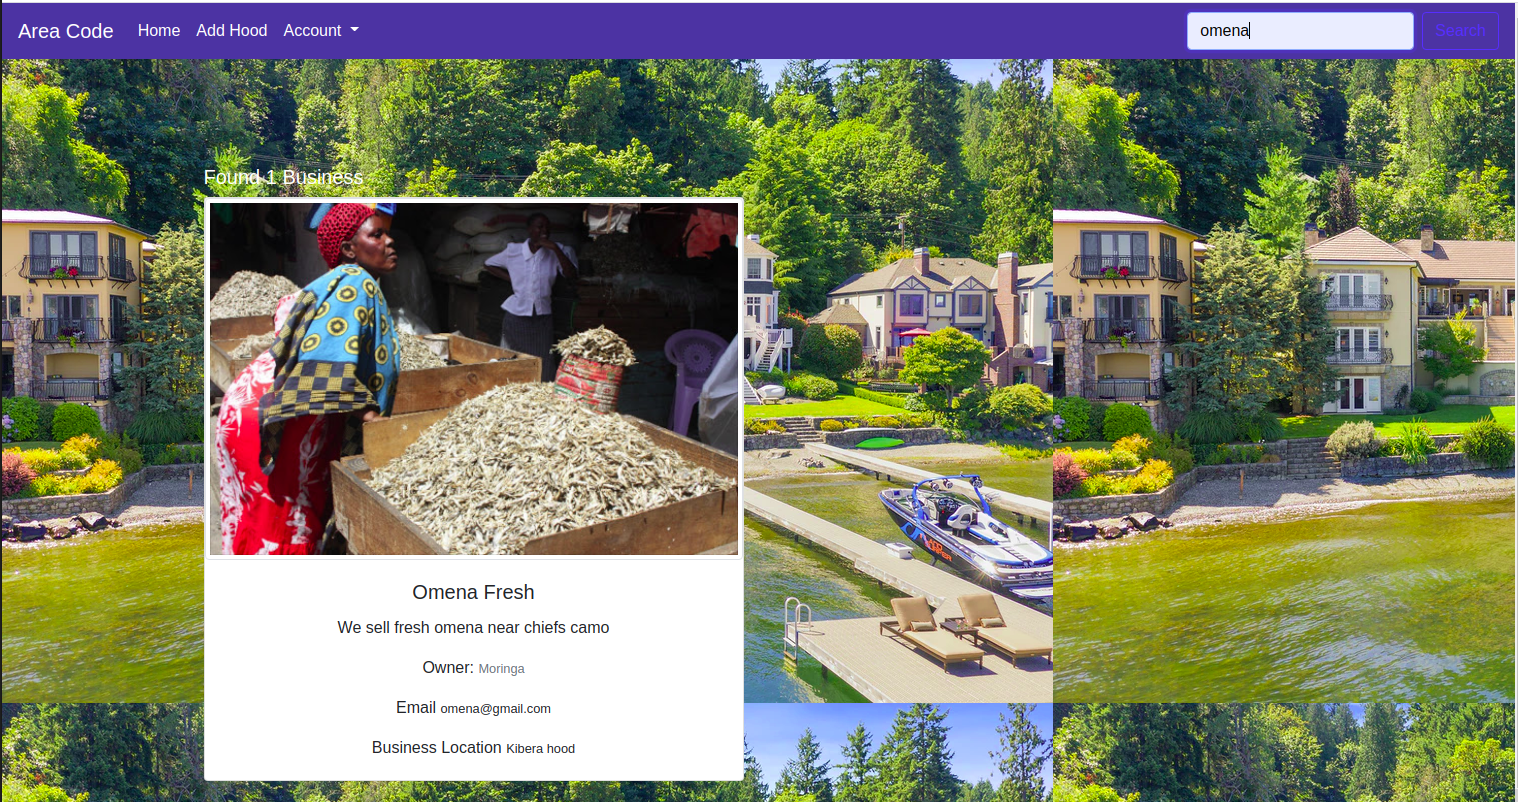 Area Code Home Add Hood Account omena Search
Found 1 Business
Omena Fresh
We sell fresh omena near chiefs camo
Owner: Moringa
Email omena@gmail.com
Business Location Kibera hood